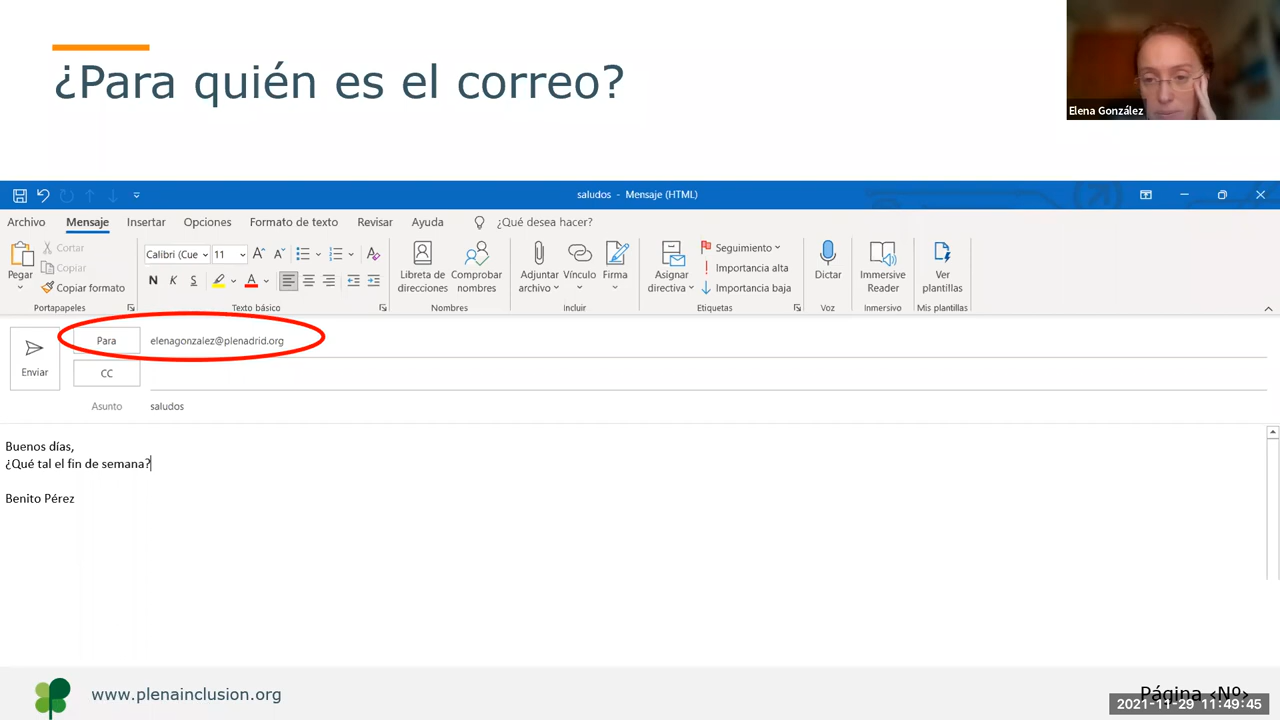 ¿Para quién es el correo?
Elena González
saludos - Mensaje (HTML)
Archivo Mensaje Insertar Opciones Formato de texto Revisar Ayuda ¿Qué desea hacer?
Pegar
Cortar
Copiar
Copiar formato
Portapapeles
Calibri (Cue 11
N K S
Texto básico
Libreta de direcciones
Comprobar nombres
Nombres
Adjuntar archivo
Vínculo
Firma
Incluir
Asignar directiva
Seguimiento
Importancia alta
Importancia baja
Etiquetas
Dictar
Voz
Immersive Reader
Inmersivo
Ver plantillas
Mis plantillas
Enviar
Para elenagonzalez@plenadrid.org
CC
Asunto saludos
Buenos días,
¿Qué tal el fin de semana?
Benito Pérez
www.plenainclusion.org
Página ‹Nº›
2021-11-29 11:49:45